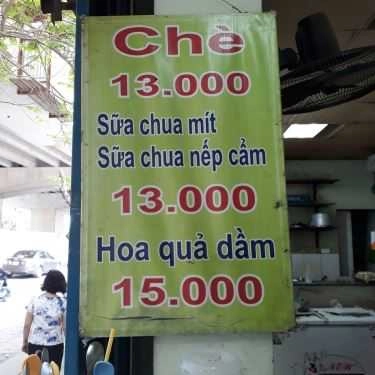 Chè
13.000
Sữa chua mít
Sữa chua nếp cẩm
13.000
Hoa quả dầm
15.000